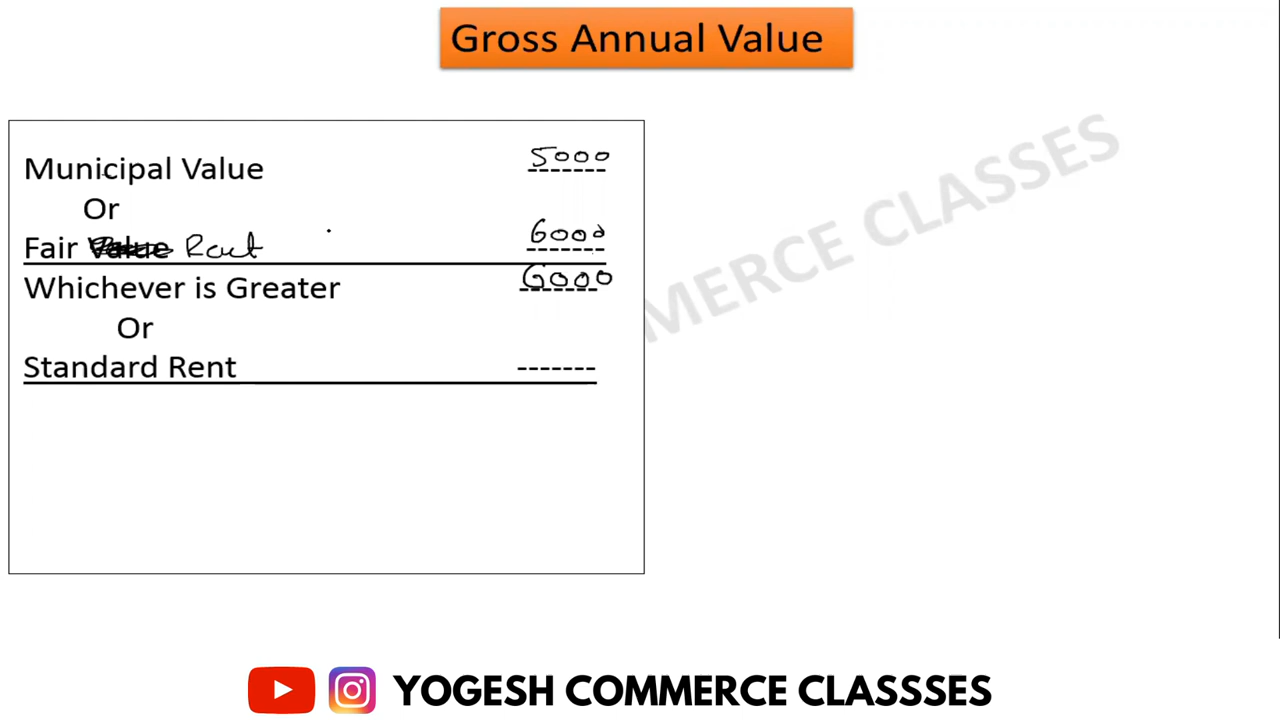 Gross Annual Value
Municipal Value 5000
Or
Fair Value Rent 6000
Whichever is Greater 6000
Or
Standard Rent -------
MERCE CLASSES
YOGESH COMMERCE CLASSSES